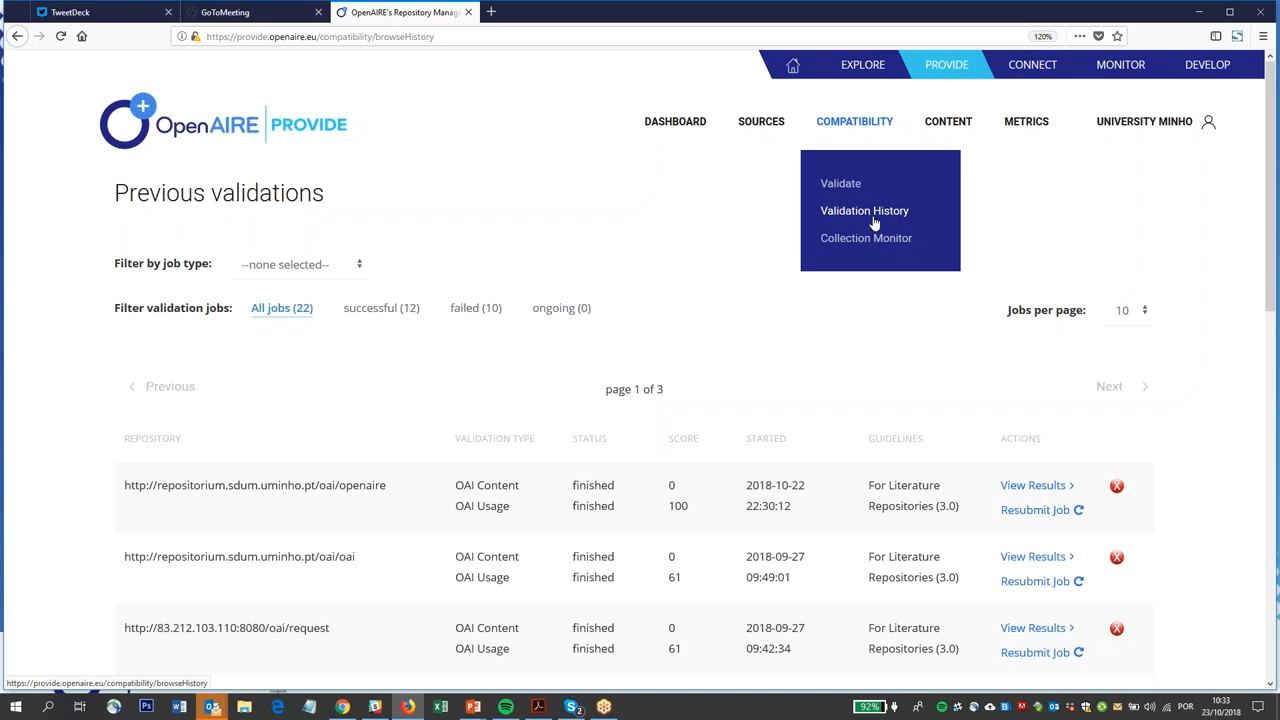 TweetDeck
GoToMeeting
OpenAIRE's Repository Manag
https://provide.openaire.eu/compatibility/browseHistory
120%
EXPLORE
PROVIDE
CONNECT
MONITOR
DEVELOP
OpenAIRE PROVIDE
DASHBOARD
SOURCES
COMPATIBILITY
CONTENT
METRICS
UNIVERSITY MINHO
Validate
Validation History
Collection Monitor
Previous validations
Filter by job type: --none selected--
Filter validation jobs: All jobs (22) successful (12) failed (10) ongoing (0)
Jobs per page: 10
Previous
page 1 of 3
Next
REPOSITORY VALIDATION TYPE STATUS SCORE STARTED GUIDELINES ACTIONS
http://repositorium.sdum.uminho.pt/oai/openaire OAI Content finished 0 2018-10-22 For Literature View Results
OAI Usage finished 100 22:30:12 Repositories (3.0) Resubmit Job
http://repositorium.sdum.uminho.pt/oai/oai OAI Content finished 0 2018-09-27 For Literature View Results
OAI Usage finished 61 09:49:01 Repositories (3.0) Resubmit Job
http://83.212.103.110:8080/oai/request OAI Content finished 0 2018-09-27 For Literature View Results
OAI Usage finished 61 09:42:34 Repositories (3.0) Resubmit Job
https://provide.openaire.eu/compatibility/browseHistory
92%
POR
10:33
23/10/2018